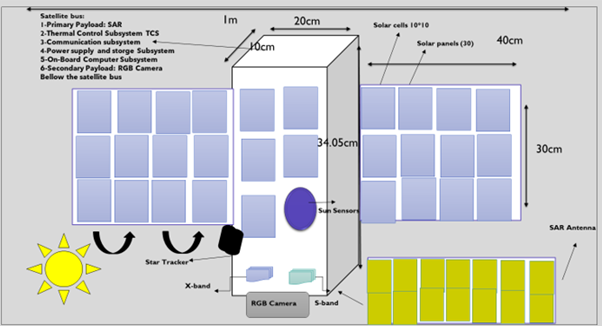 Satellite bus:
1-Primary Payload: SAR
2-Thermal Control Subsystem TCS
3-Communication subsystem
4-Power supply and storge Subsystem
5-On-Board Computer Subsystem
6-Secondary Payload: RGB Camera
Bellow the satellite bus
1m
20cm
10cm
Solar cells 10*10
Solar panels (30)
40cm
34.05cm
30cm
Sun Sensors
SAR Antenna
Star Tracker
X-band
RGB Camera
S-band